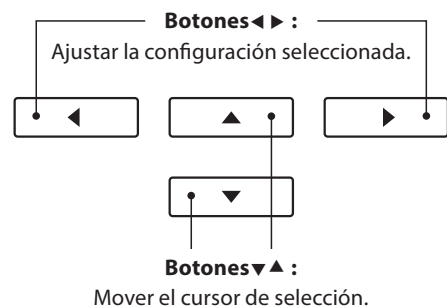 Botones◀ ▶ :
Ajustar la configuración seleccionada.
Botones▼▲ :
Mover el cursor de selección.